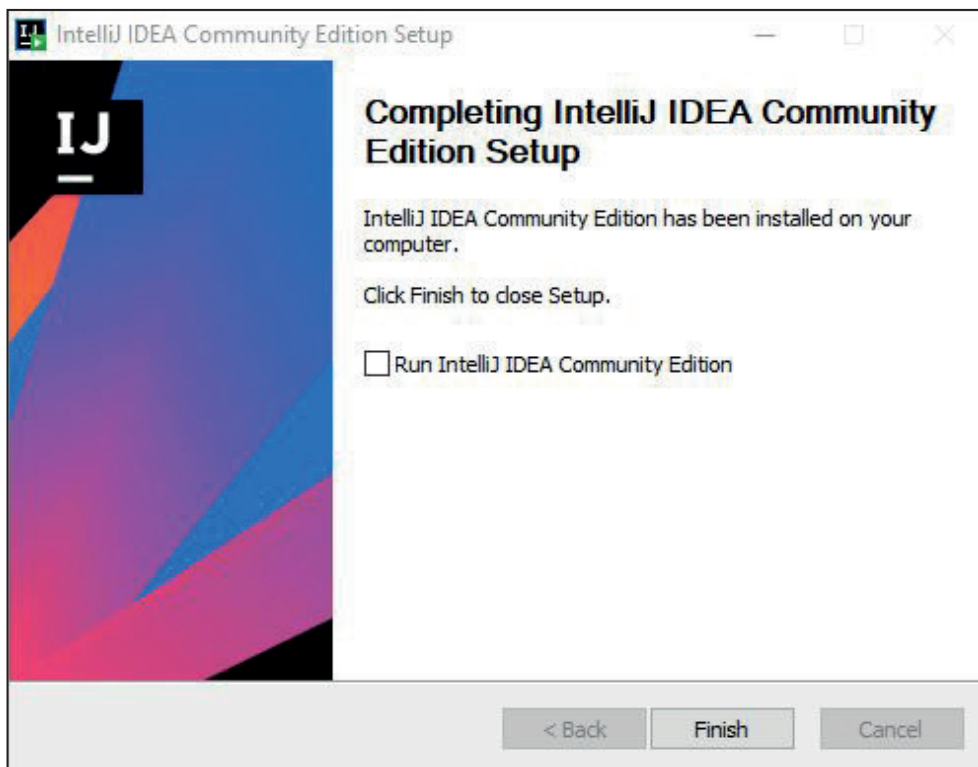 IntelliJ IDEA Community Edition Setup
IJ
Completing IntelliJ IDEA Community
Edition Setup
IntelliJ IDEA Community Edition has been installed on your
computer.
Click Finish to close Setup.
Run IntelliJ IDEA Community Edition
< Back
Finish
Cancel